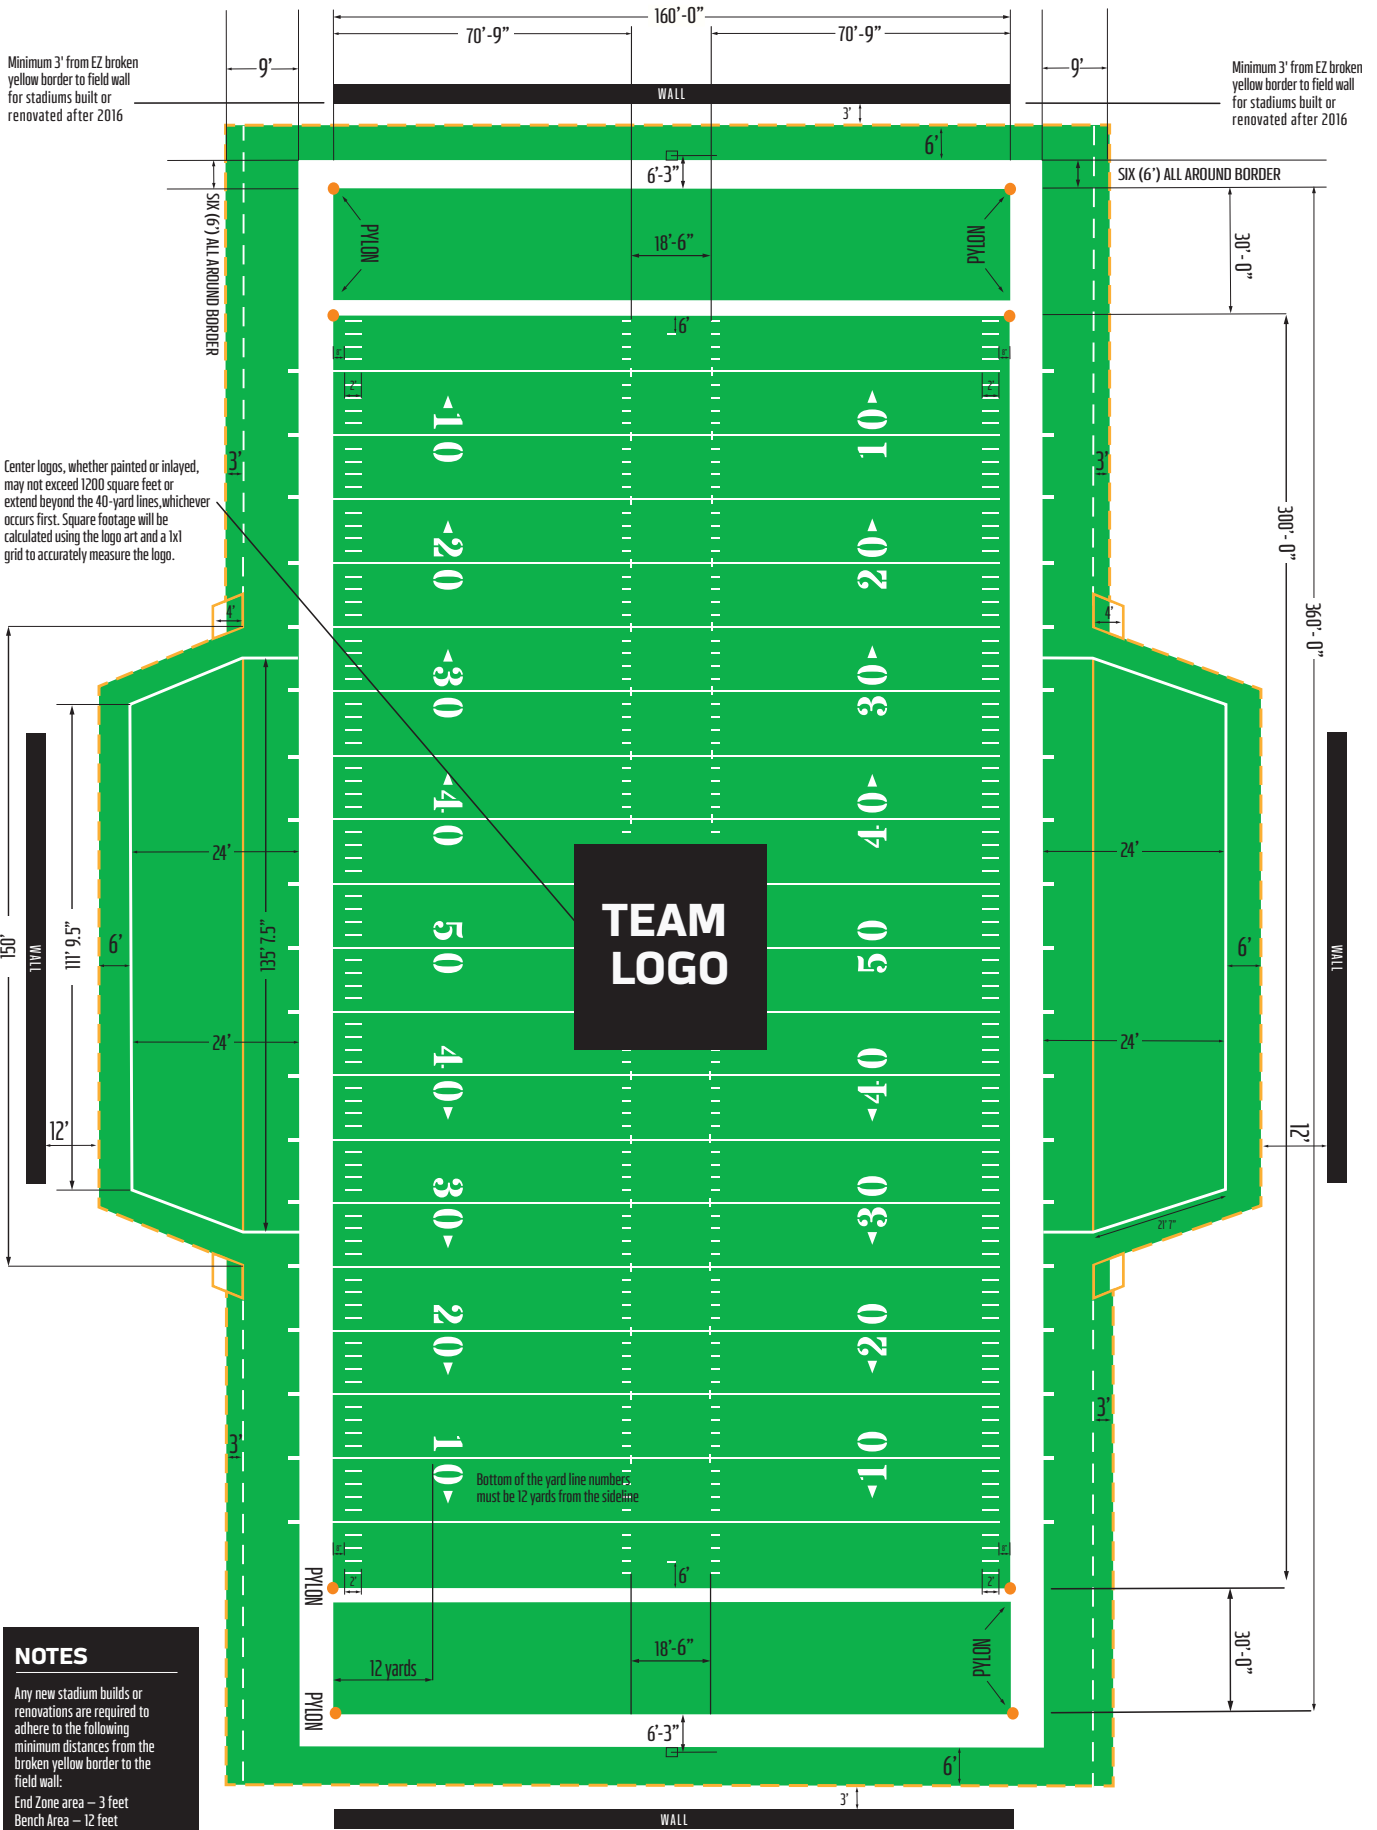 160'-0"
70'-9"
70'-9"
9'
9'
Minimum 3' from EZ broken
yellow border to field wall
for stadiums built or
renovated after 2016
Minimum 3' from EZ broken
yellow border to field wall
for stadiums built or
renovated after 2016
WALL
3'
6'
6'-3"
SIX (6') ALL AROUND BORDER
SIX (6') ALL AROUND BORDER
PYLON
PYLON
18'-6"
30'-0"
6'
2'
2'
10
10
3'
3'
Center logos, whether painted or inlayed,
may not exceed 1200 square feet or
extend beyond the 40-yard lines,whichever
occurs first. Square footage will be
calculated using the logo art and a 1x1
grid to accurately measure the logo.
300'-0"
20
20
4'
4'
360'-0"
30
30
40
40
24'
24'
TEAM
LOGO
50
50
150'
WALL
111' 9.5"
6'
135' 7.5"
6'
WALL
24'
24'
40
40
12'
12'
30
30
21' 7"
20
20
3'
3'
10
10
Bottom of the yard line numbers
must be 12 yards from the sideline
6'
2'
2'
PYLON
PYLON
PYLON
12 yards
18'-6"
30'-0"
6'-3"
6'
3'
WALL
NOTES
Any new stadium builds or
renovations are required to
adhere to the following
minimum distances from the
broken yellow border to the
field wall:
End Zone area – 3 feet
Bench Area – 12 feet